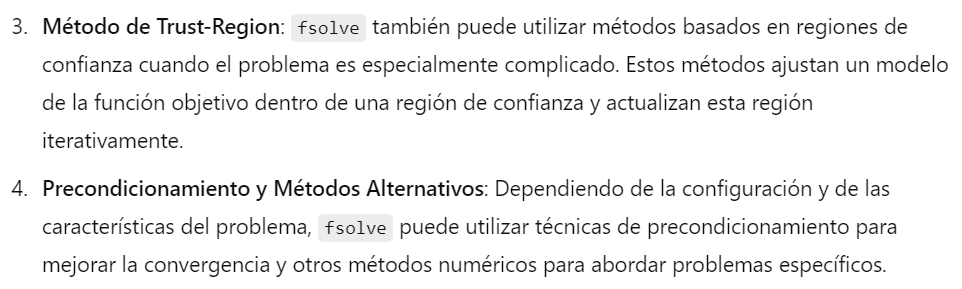 3. Método de Trust-Region: fsolve también puede utilizar métodos basados en regiones de
confianza cuando el problema es especialmente complicado. Estos métodos ajustan un modelo
de la función objetivo dentro de una región de confianza y actualizan esta región
iterativamente.
4. Precondicionamiento y Métodos Alternativos: Dependiendo de la configuración y de las
características del problema, fsolve puede utilizar técnicas de precondicionamiento para
mejorar la convergencia y otros métodos numéricos para abordar problemas específicos.